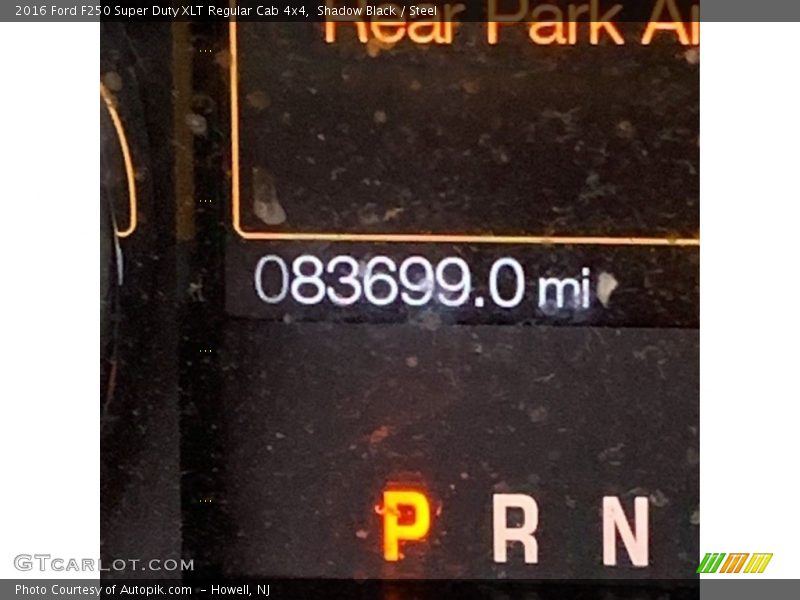 2016 Ford F250 Super Duty XLT Regular Cab 4x4, Shadow Black / Steel
Rear Park
083699.0 mi
P R N
GTCARLOT.COM
Photo Courtesy of Autopik.com – Howell, NJ